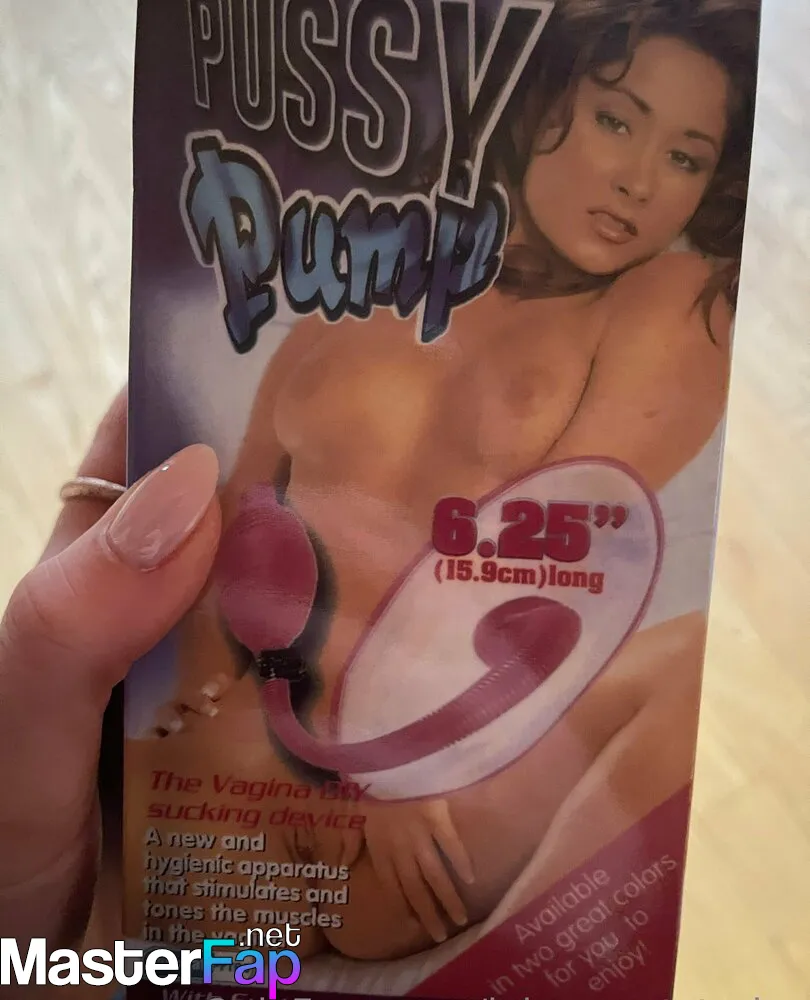 PUSSY
Pump
6.25”
(15.9cm)long
The Vagina
sucking device
A new and
hygienic apparatus
that stimulates and
tones the muscles
in the
Available
in two great colors
for you to
enjoy!
.net
MasterFap